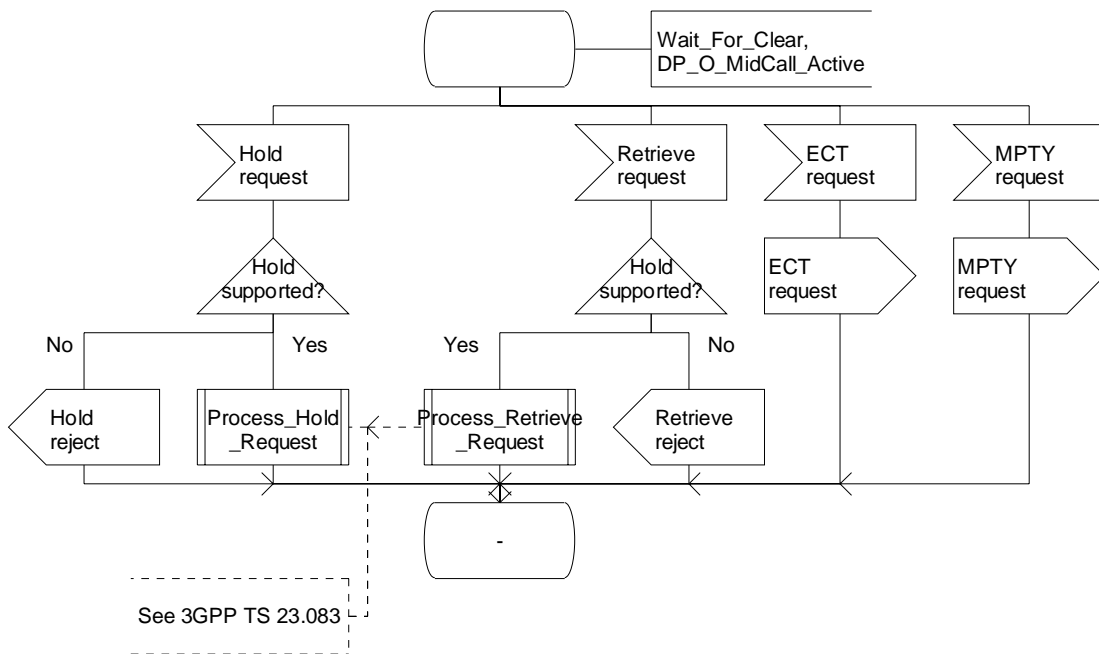 Wait_For_Clear,
DP_O_MidCall_Active
Hold
request
Retrieve
request
ECT
request
MPTY
request
Hold
supported?
Hold
supported?
ECT
request
MPTY
request
No
Yes
Yes
No
Hold
reject
Process_Hold
_Request
Process_Retrieve
_Request
Retrieve
reject
-
See 3GPP TS 23.083